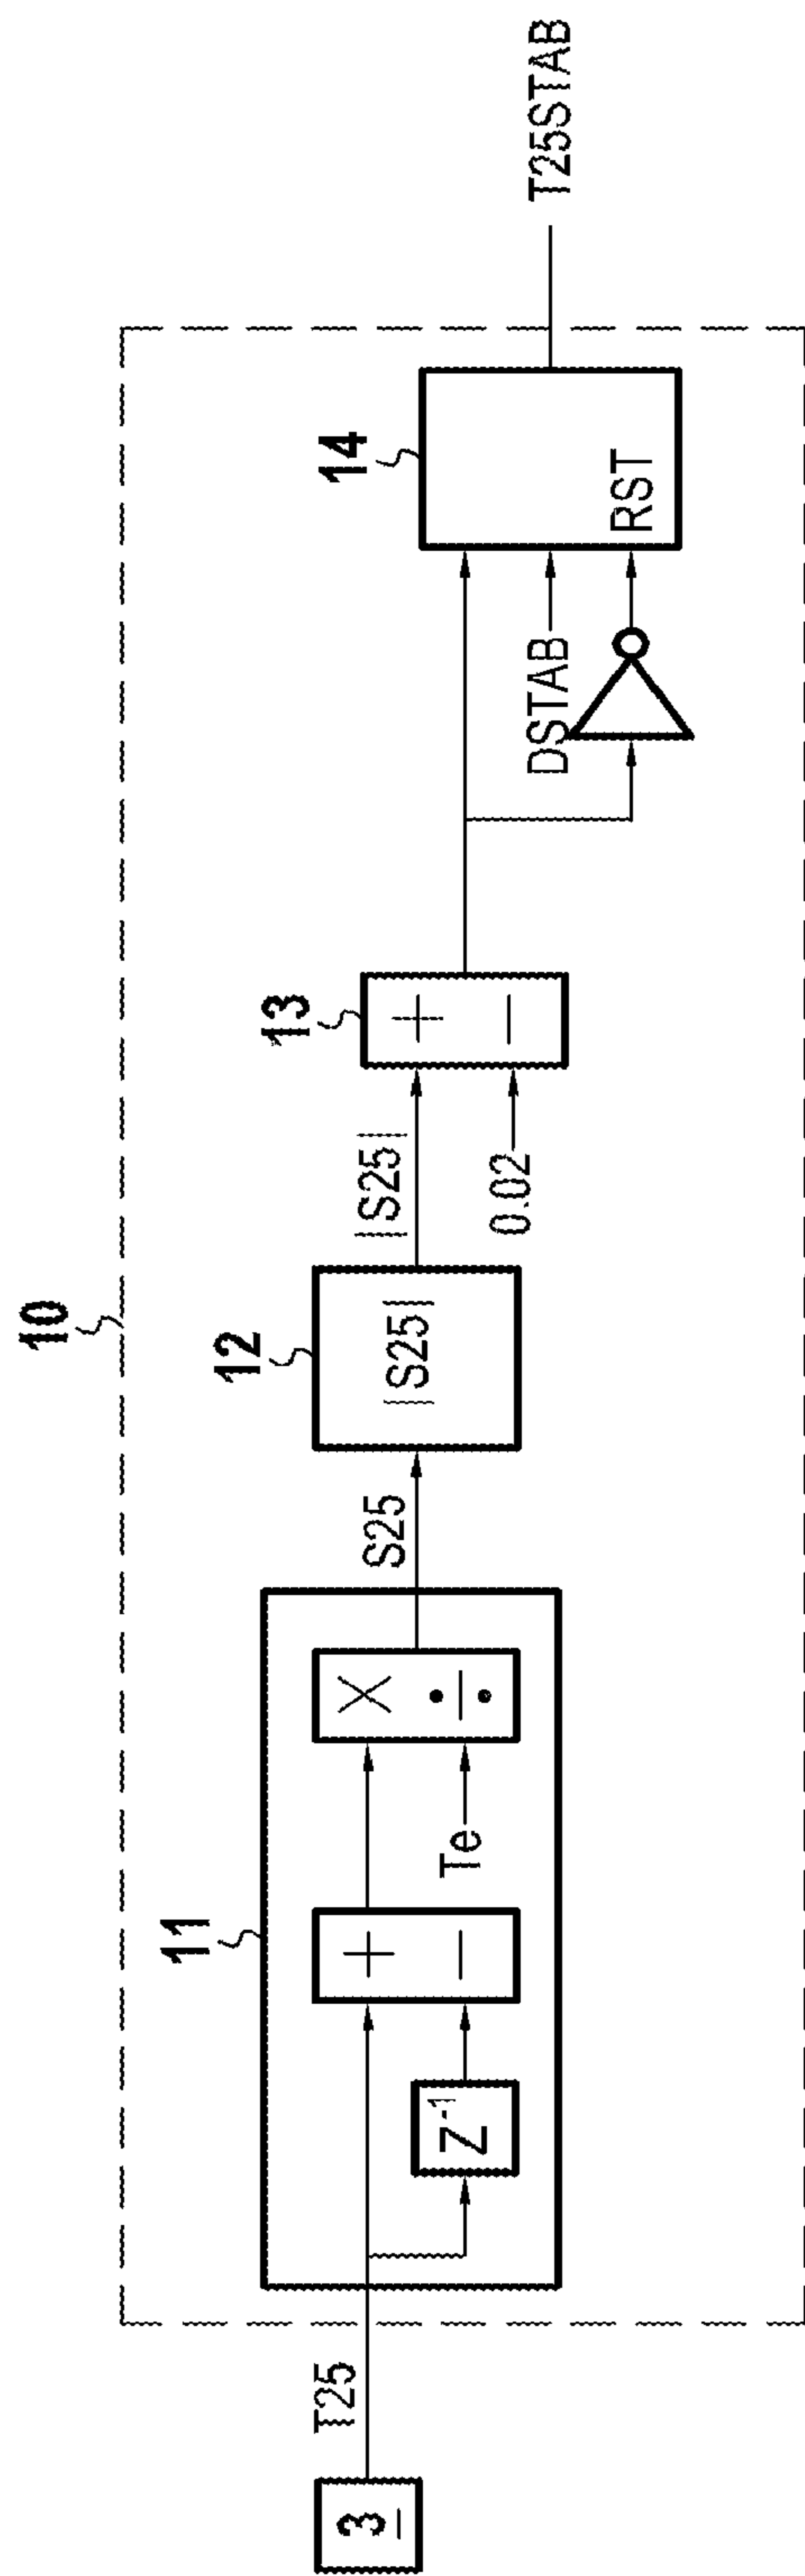 10
3
T25
11
Z-1
+
−
Te
X
÷
S25
12
|S25|
|S25|
0.02
13
+
−
DSTAB
14
RST
T25STAB